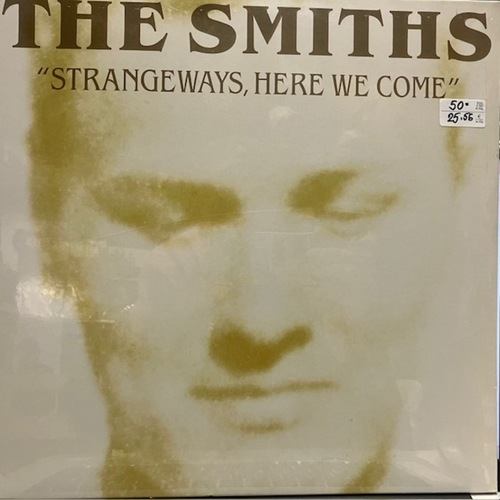 THE SMITHS
"STRANGEWAYS, HERE WE COME"
50.-
25.56 €